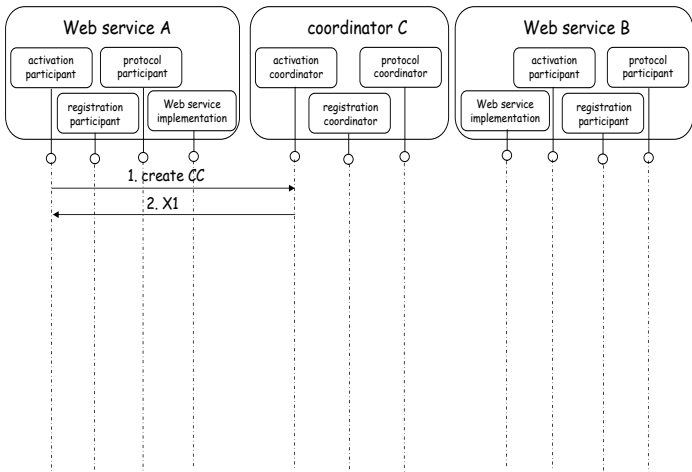 Web service A
coordinator C
Web service B
activation
participant
protocol
participant
activation
coordinator
protocol
coordinator
activation
participant
protocol
participant
registration
participant
Web service
implementation
registration
coordinator
Web service
implementation
registration
participant
1. create CC
2. X1